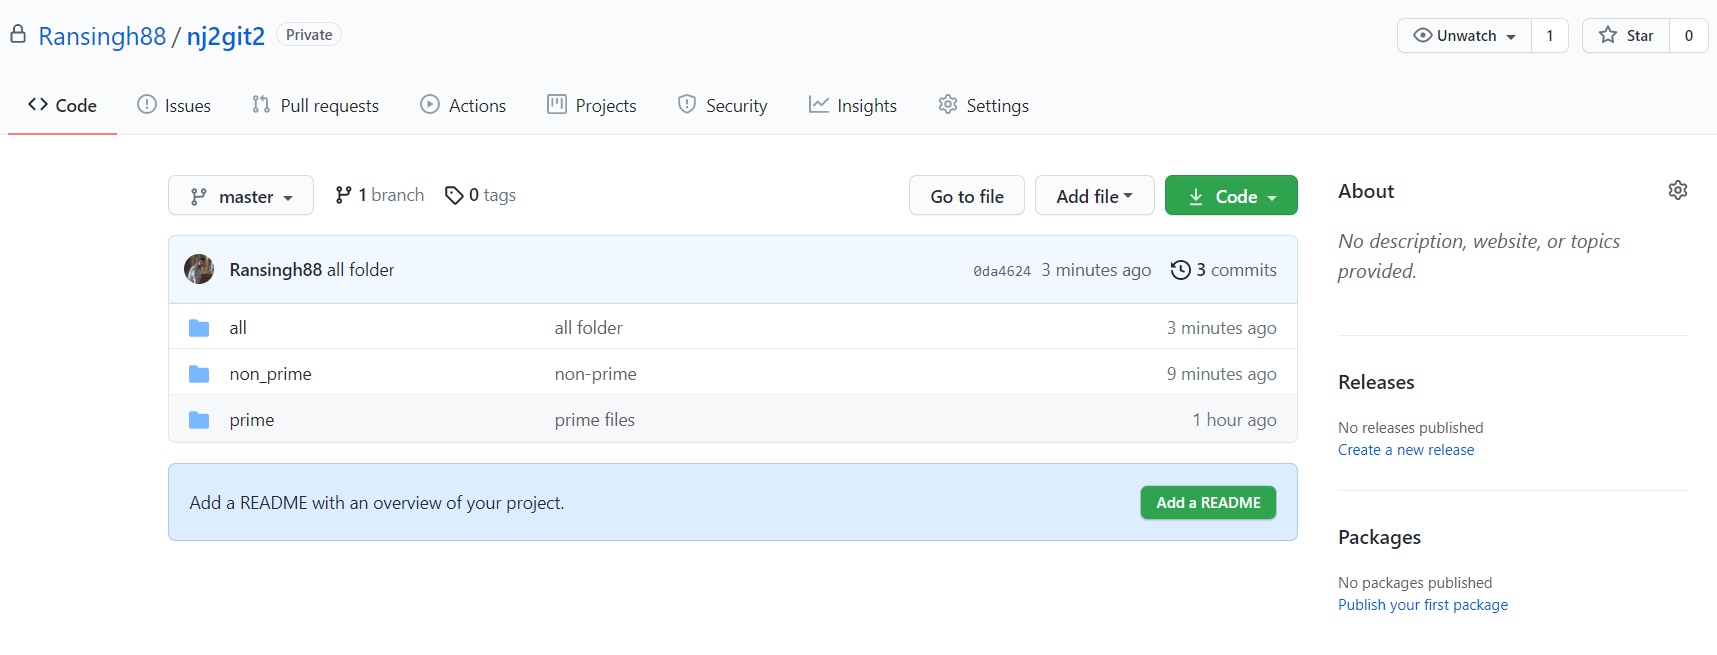 Ransingh88 / nj2git2 Private
Unwatch 1 Star 0
Code Issues Pull requests Actions Projects Security Insights Settings
master 1 branch 0 tags Go to file Add file Code
Ransingh88 all folder 0da4624 3 minutes ago 3 commits
all all folder 3 minutes ago
non_prime non-prime 9 minutes ago
prime prime files 1 hour ago
Add a README with an overview of your project. Add a README
About
No description, website, or topics
provided.
Releases
No releases published
Create a new release
Packages
No packages published
Publish your first package